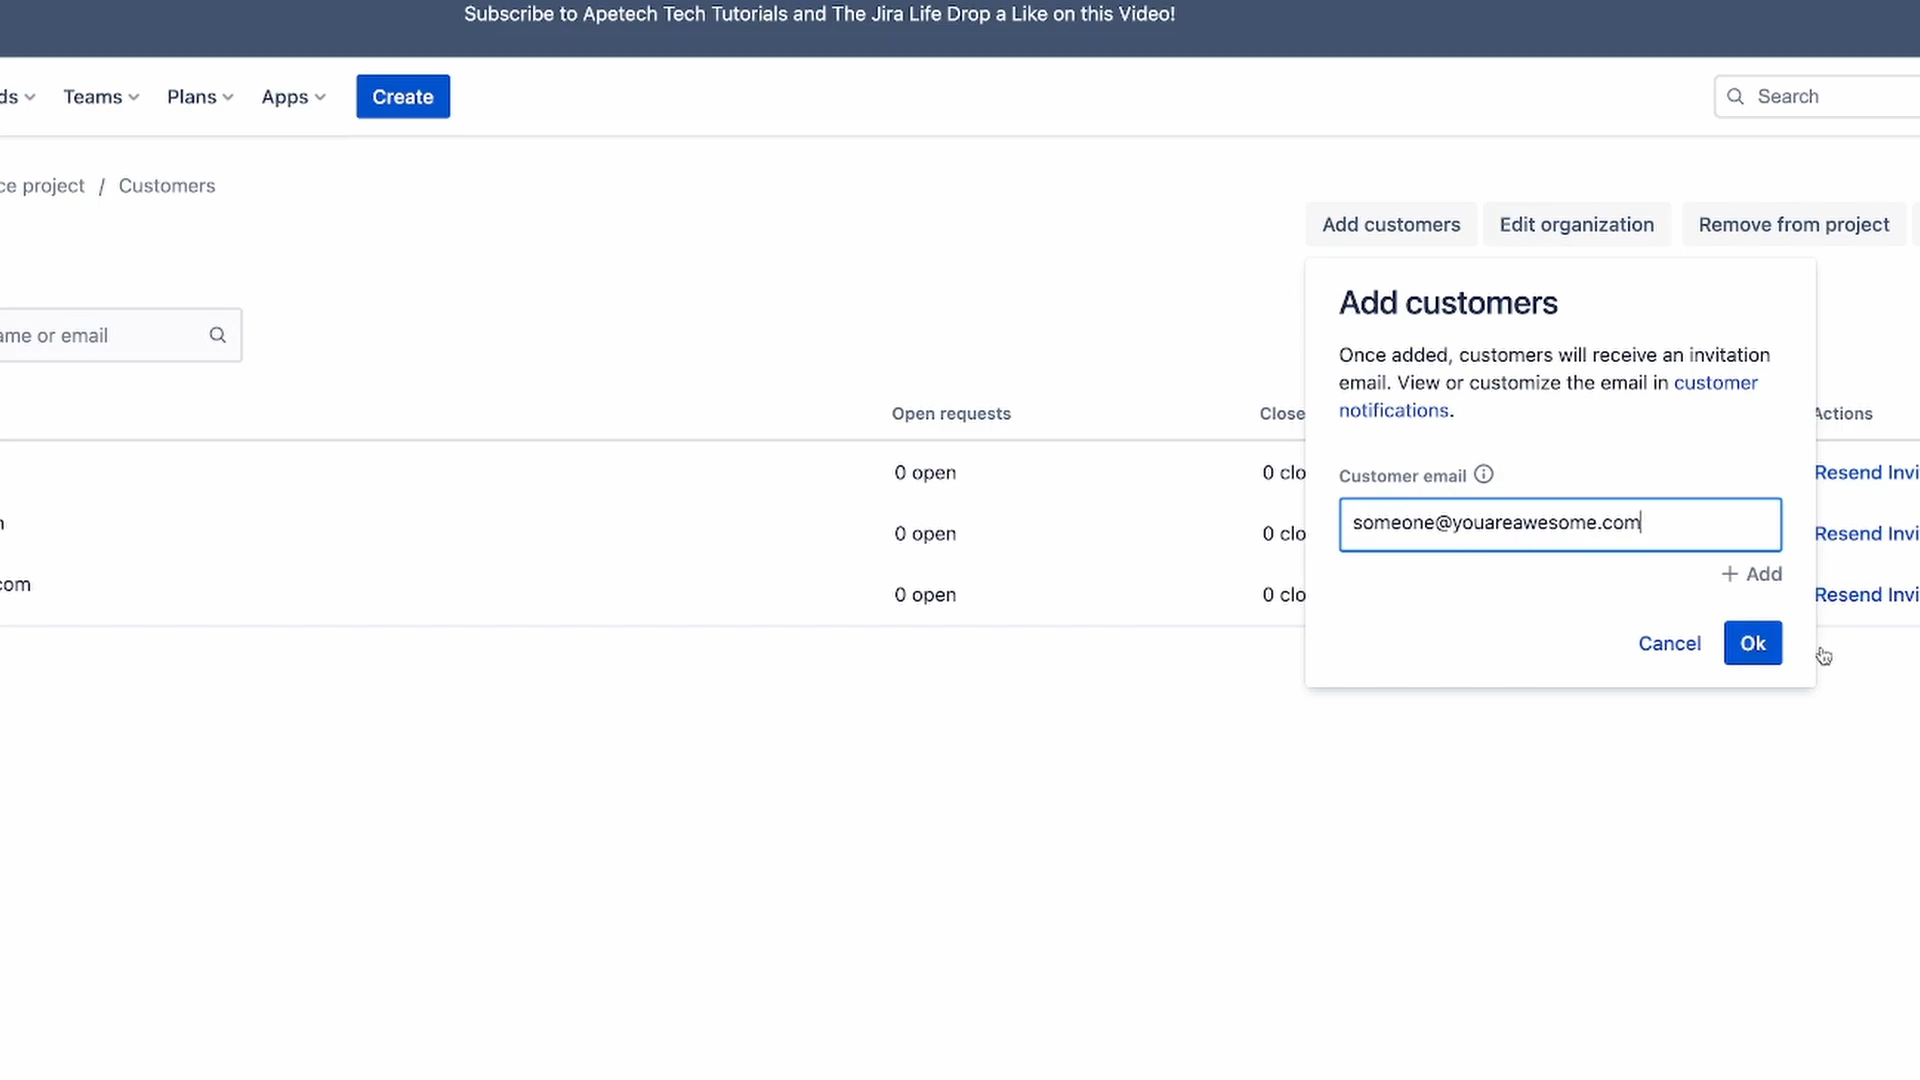 Subscribe to Apetech Tech Tutorials and The Jira Life Drop a Like on this Video!
ds Teams Plans Apps Create Search
ce project / Customers
Add customers Edit organization Remove from project
Add customers
ame or email
Once added, customers will receive an invitation
email. View or customize the email in customer
notifications.
Open requests Close Actions
0 open 0 clo Resend Invi
Customer email
someone@youareawesome.com
0 open 0 clo Resend Invi
+ Add
com
0 open 0 clo Resend Invi
Cancel Ok